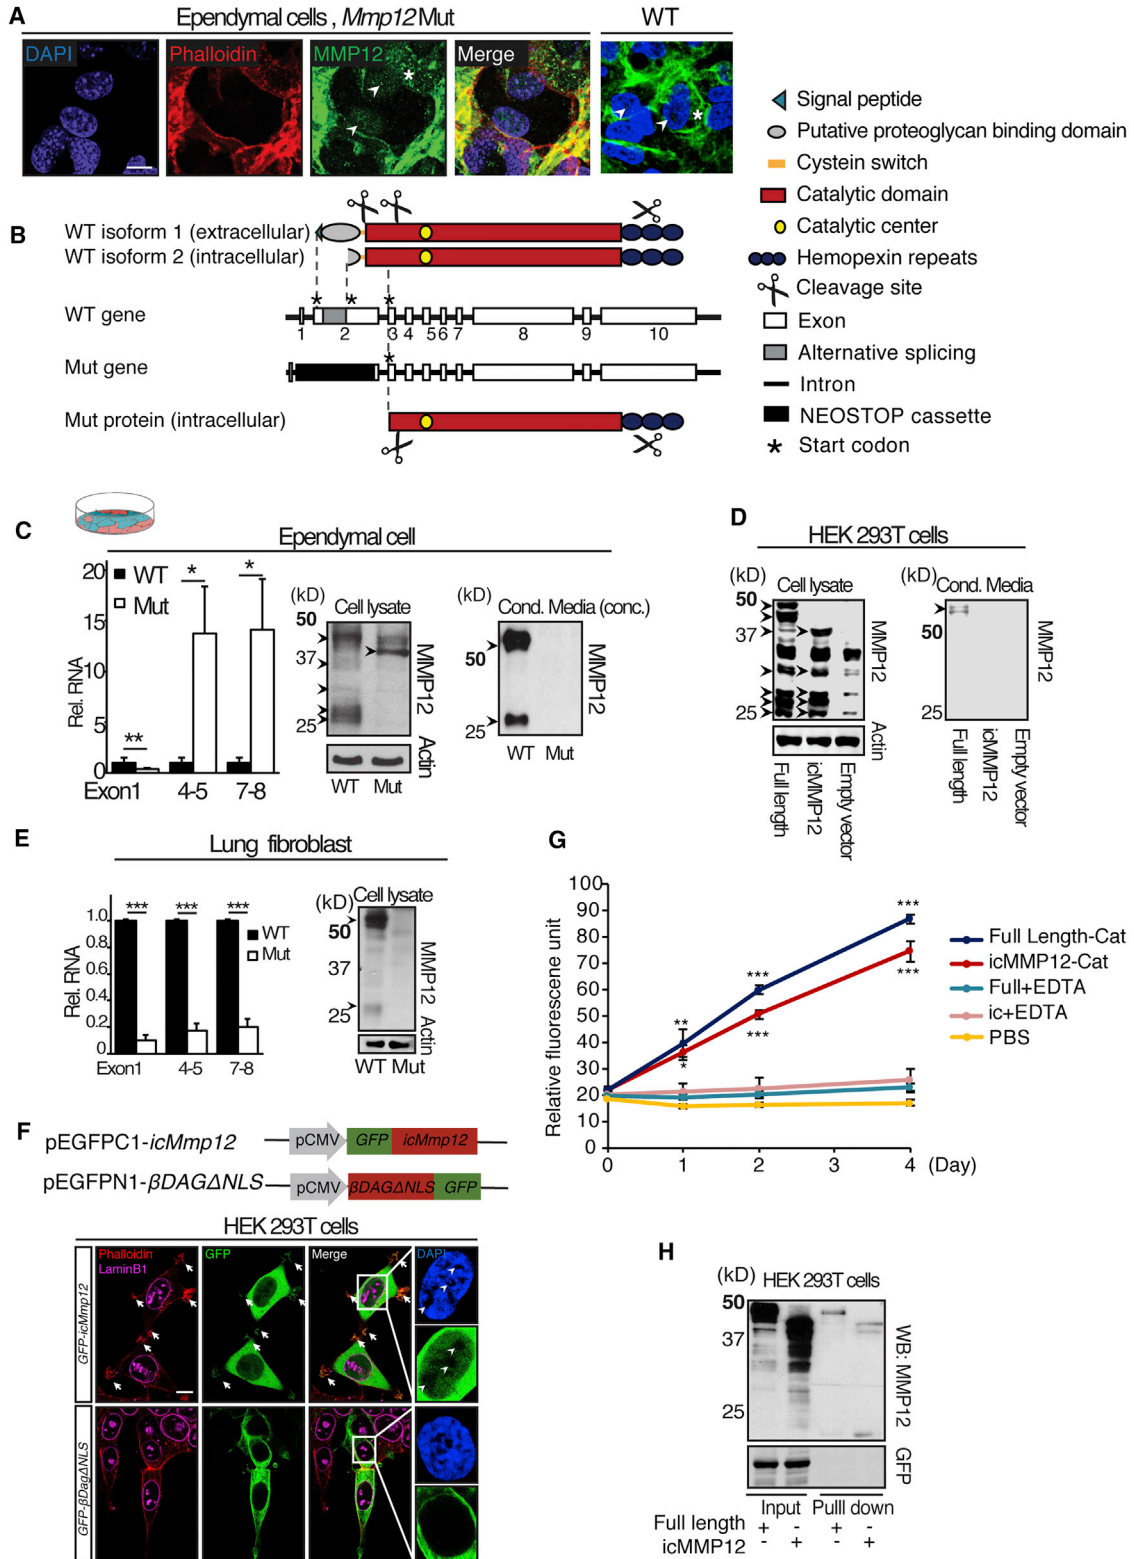 A
Ependymal cells , Mmp12 Mut
WT
DAPI
Phalloidin
MMP12
Merge
*
*
Signal peptide
Putative proteoglycan binding domain
Cystein switch
Catalytic domain
Catalytic center
Hemopexin repeats
Cleavage site
Exon
Alternative splicing
Intron
NEOSTOP cassette
* Start codon
B
WT isoform 1 (extracellular)
WT isoform 2 (intracellular)
* * *
WT gene
1 2 3 4 5 6 7 8 9 10
*
Mut gene
Mut protein (intracellular)
C
Ependymal cell
Rel. RNA
20
15
10
5
0
WT
Mut
** * *
Exon1 4-5 7-8
(kD)
Cell lysate
50
37
25
MMP12
Actin
WT Mut
(kD)
Cond. Media (conc.)
50
25
MMP12
WT Mut
D
HEK 293T cells
(kD)
Cell lysate
50
37
25
MMP12
Actin
Full length
icMMP12
Empty vector
(kD)
Cond. Media
50
25
MMP12
Full length
icMMP12
Empty vector
E
Lung fibroblast
Rel. RNA
1.0
0.8
0.6
0.4
0.2
0
*** *** ***
WT
Mut
Exon1 4-5 7-8
(kD)
Cell lysate
50
37
25
MMP12
Actin
WT Mut
F
pEGFPC1-icMmp12
pCMV GFP icMmp12
pEGFPN1-βDAGΔNLS
pCMV βDAGΔNLS GFP
HEK 293T cells
Phalloidin
LaminB1
GFP
Merge
DAPI
GFP-icMmp12
GFP-βDagΔNLS
G
Relative fluorescene unit
100
90
80
70
60
50
40
30
20
10
0
0 1 2 3 4 (Day)
**
*
***
***
***
***
Full Length-Cat
icMMP12-Cat
Full+EDTA
ic+EDTA
PBS
H
(kD)
HEK 293T cells
50
37
25
WB: MMP12
GFP
Input Pulll down
Full length + - + -
icMMP12 - + - +